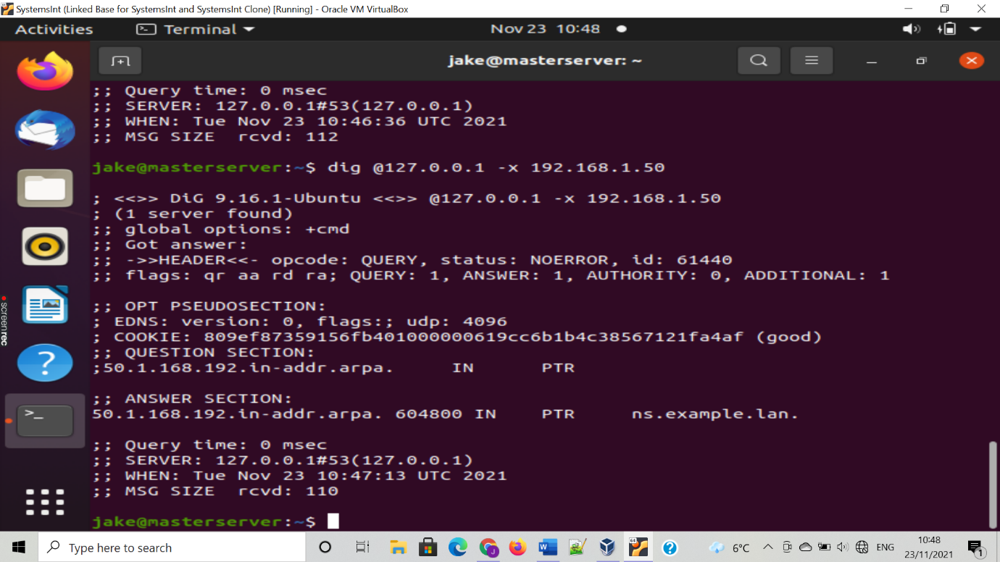 SystemsInt (Linked Base for SystemsInt and SystemsInt Clone) [Running] - Oracle VM VirtualBox
Activities Terminal Nov 23 10:48
jake@masterserver: ~
;; Query time: 0 msec
;; SERVER: 127.0.0.1#53(127.0.0.1)
;; WHEN: Tue Nov 23 10:46:36 UTC 2021
;; MSG SIZE  rcvd: 112
jake@masterserver:~$ dig @127.0.0.1 -x 192.168.1.50
; <<>> DiG 9.16.1-Ubuntu <<>> @127.0.0.1 -x 192.168.1.50
; (1 server found)
;; global options: +cmd
;; Got answer:
;; ->>HEADER<<- opcode: QUERY, status: NOERROR, id: 61440
;; flags: qr aa rd ra; QUERY: 1, ANSWER: 1, AUTHORITY: 0, ADDITIONAL: 1
;; OPT PSEUDOSECTION:
; EDNS: version: 0, flags:; udp: 4096
; COOKIE: 809ef87359156fb401000000619cc6b1b4c38567121fa4af (good)
;; QUESTION SECTION:
;50.1.168.192.in-addr.arpa. IN PTR
;; ANSWER SECTION:
50.1.168.192.in-addr.arpa. 604800 IN PTR ns.example.lan.
;; Query time: 0 msec
;; SERVER: 127.0.0.1#53(127.0.0.1)
;; WHEN: Tue Nov 23 10:47:13 UTC 2021
;; MSG SIZE  rcvd: 110
jake@masterserver:~$
screenrec
Type here to search
6°C
ENG
10:48
23/11/2021
1